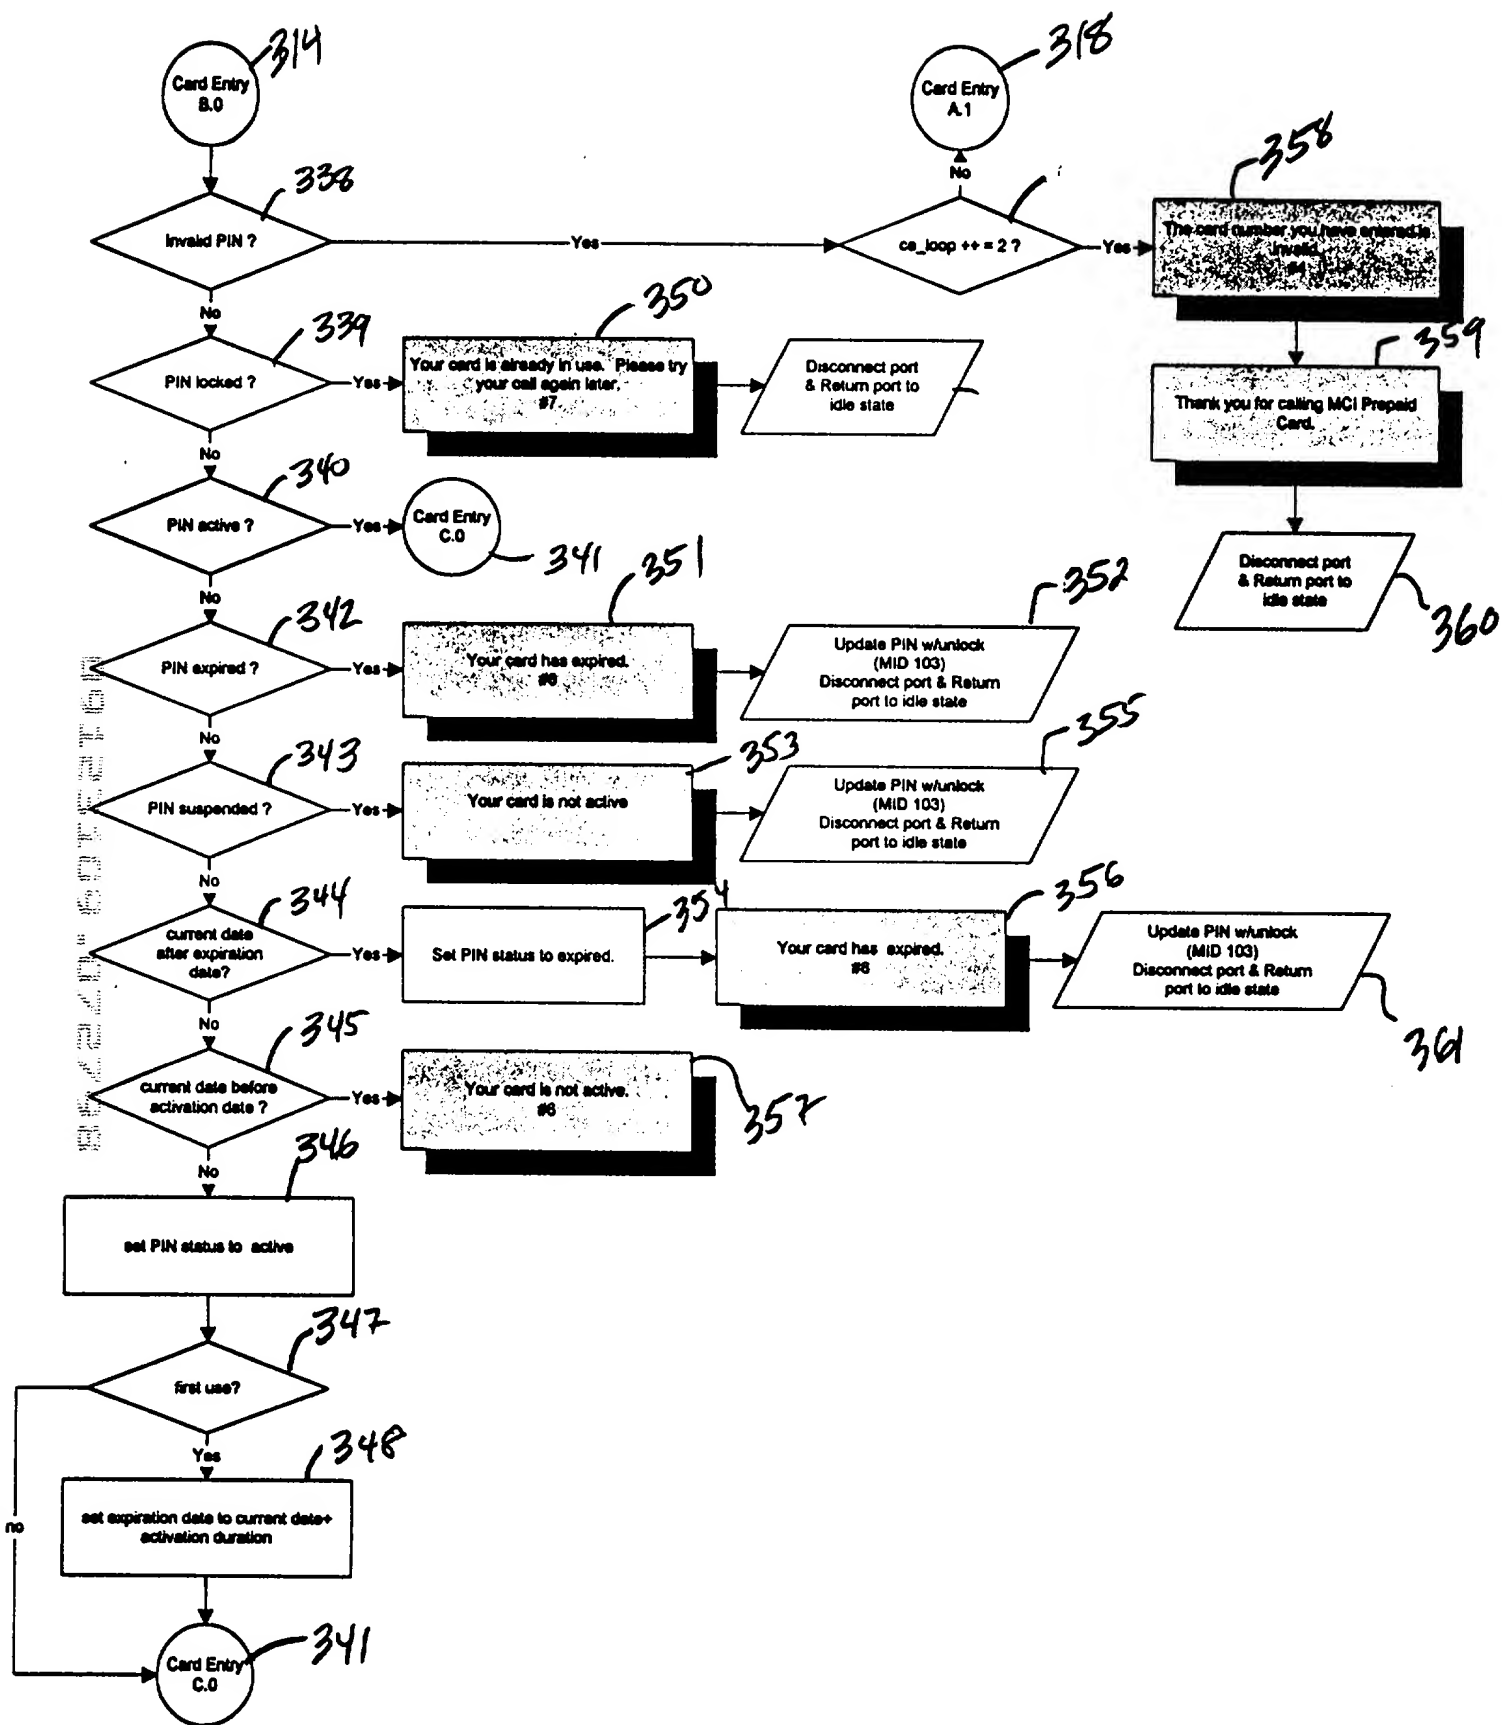 314
Card Entry
B.0
318
Card Entry
A.1
No
338
Invalid PIN ?
Yes
ce_loop ++ = 2 ?
Yes
358
The card number you have entered is
invalid.
#4
No
339
PIN locked ?
Yes
350
Your card is already in use. Please try
your call again later.
#7
Disconnect port
& Return port to
idle state
359
Thank you for calling MCI Prepaid
Card.
No
340
PIN active ?
Yes
Card Entry
C.0
341
Disconnect port
& Return port to
idle state
360
No
342
PIN expired ?
Yes
351
Your card has expired.
#6
352
Update PIN w/unlock
(MID 103)
Disconnect port & Return
port to idle state
No
343
PIN suspended ?
Yes
353
Your card is not active
355
Update PIN w/unlock
(MID 103)
Disconnect port & Return
port to idle state
No
344
current date
after expiration
date?
Yes
354
Set PIN status to expired.
356
Your card has expired.
#6
Update PIN w/unlock
(MID 103)
Disconnect port & Return
port to idle state
361
No
345
current date before
activation date ?
Yes
Your card is not active.
#6
357
No
346
set PIN status to active
347
first use?
Yes
348
no
set expiration date to current date+
activation duration
Card Entry
C.0
341